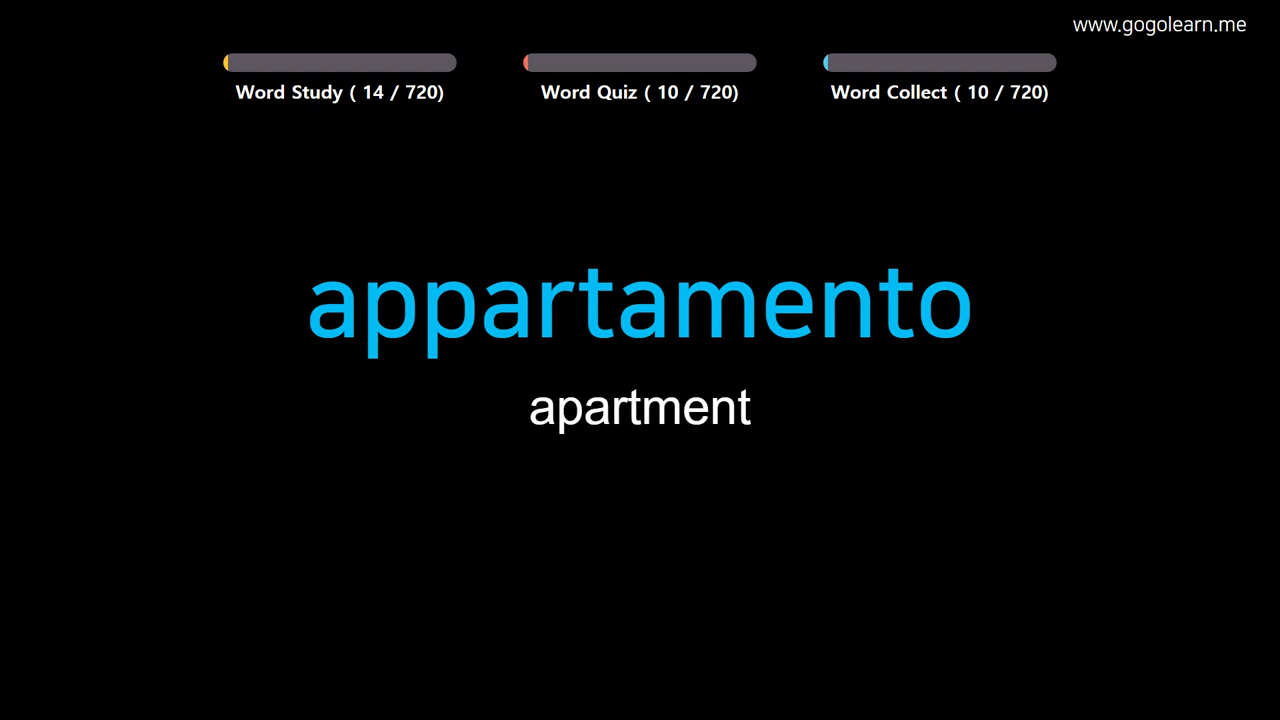 www.gogolearn.me
Word Study ( 14 / 720)
Word Quiz ( 10 / 720)
Word Collect ( 10 / 720)
appartamento
apartment